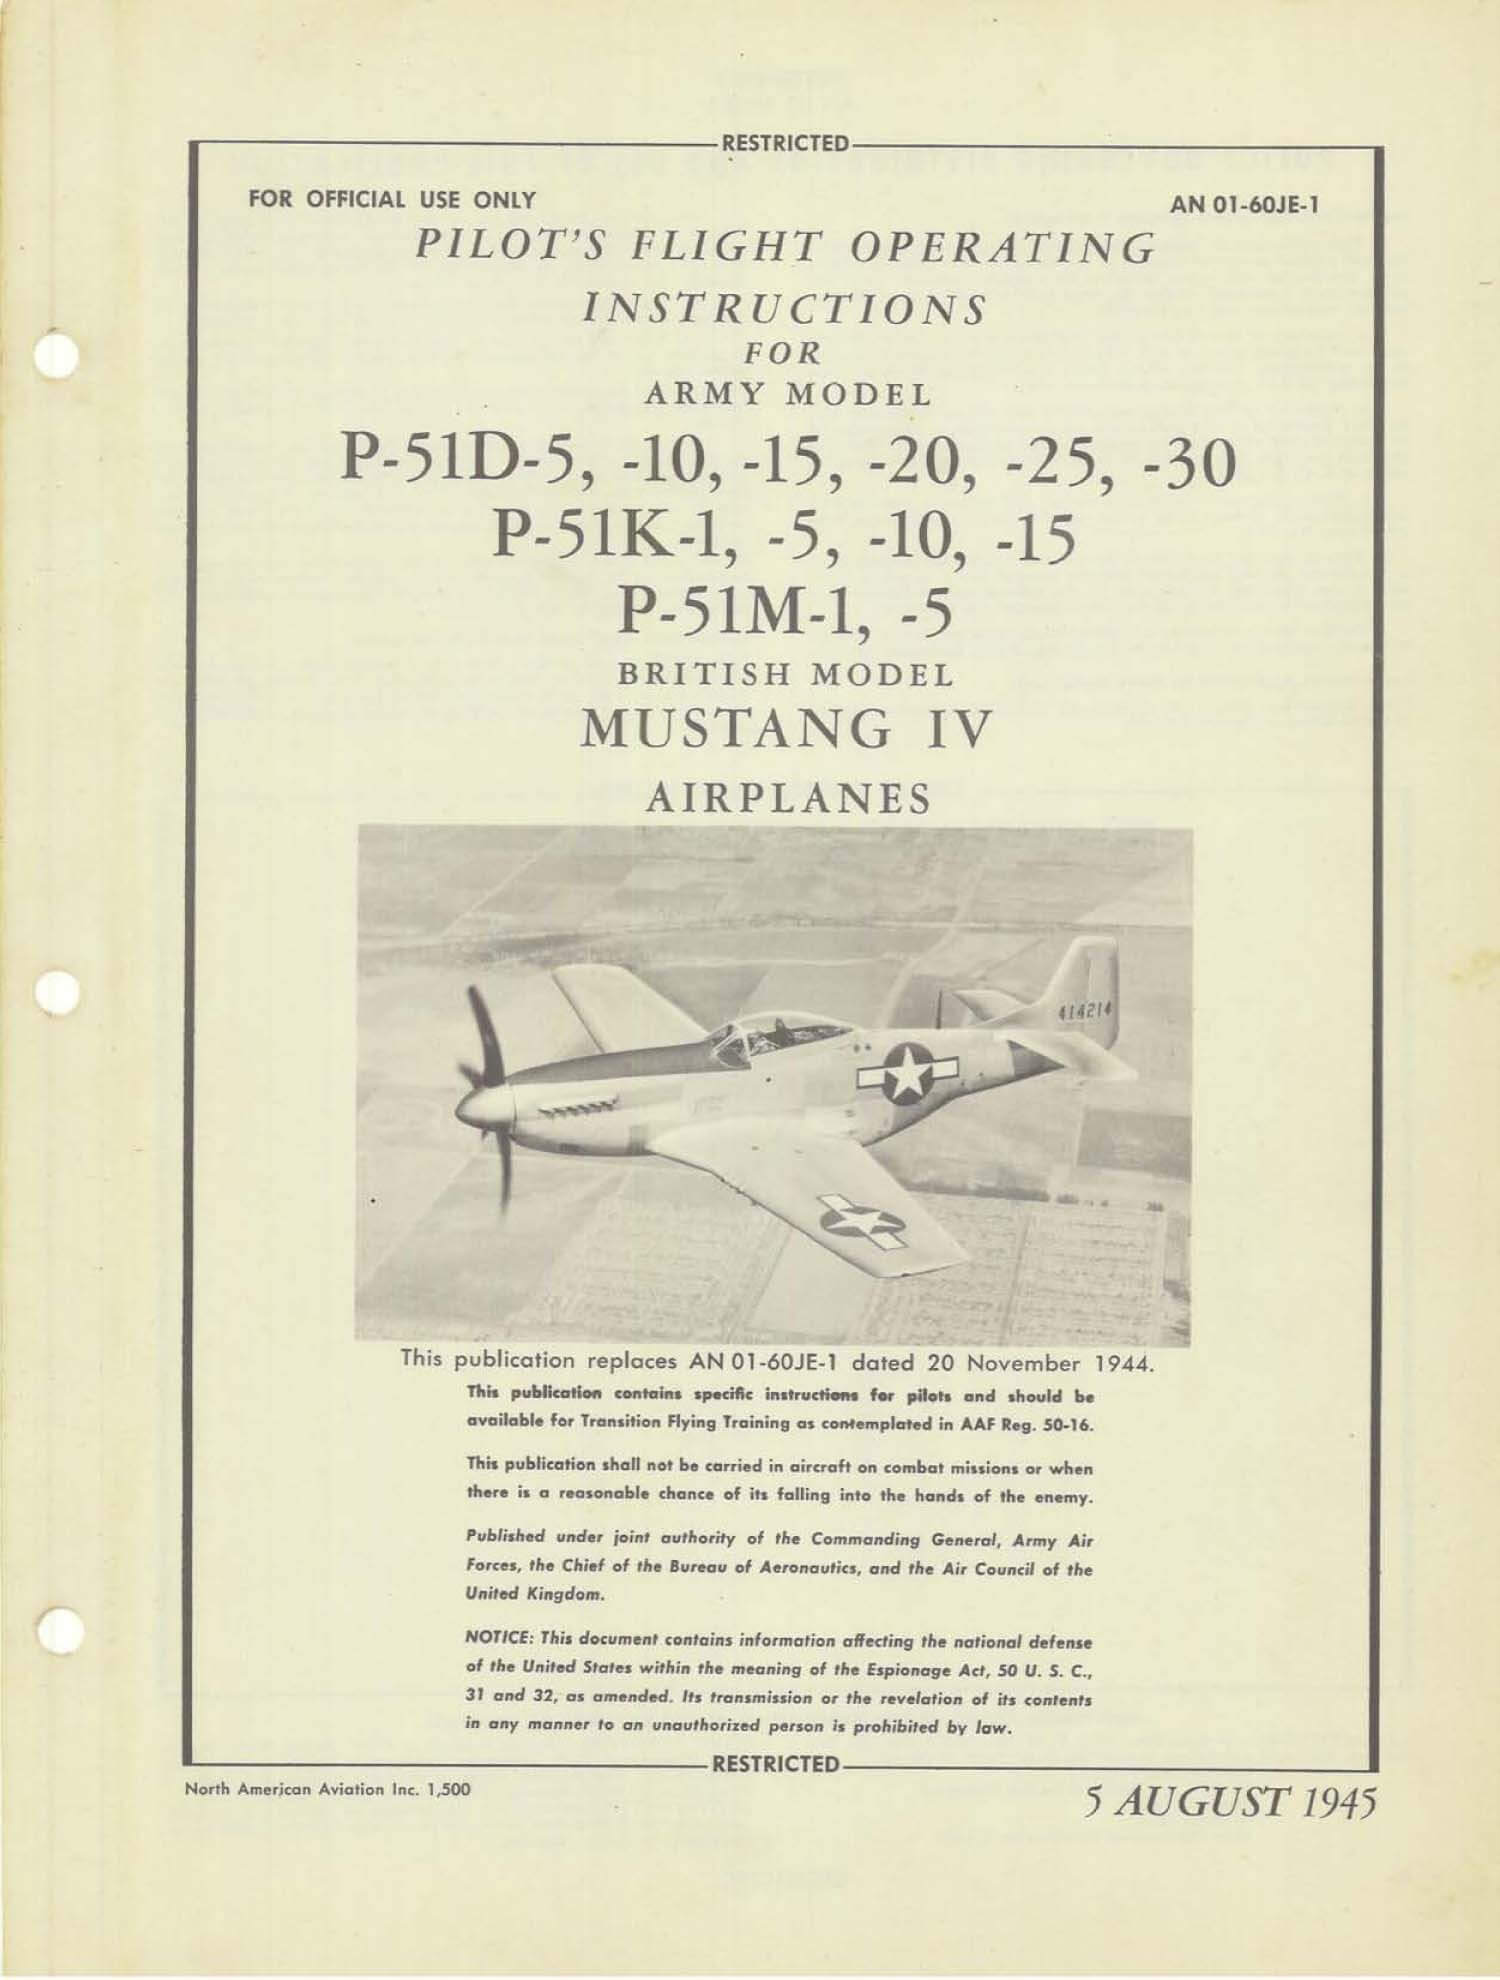 RESTRICTED
FOR OFFICIAL USE ONLY
AN 01-60JE-1
PILOT'S FLIGHT OPERATING
INSTRUCTIONS
FOR
ARMY MODEL
P-51D-5, -10, -15, -20, -25, -30
P-51K-1, -5, -10, -15
P-51M-1, -5
BRITISH MODEL
MUSTANG IV
AIRPLANES
414214
This publication replaces AN 01-60JE-1 dated 20 November 1944.
This publication contains specific instructions for pilots and should be
available for Transition Flying Training as contemplated in AAF Reg. 50-16.
This publication shall not be carried in aircraft on combat missions or when
there is a reasonable chance of its falling into the hands of the enemy.
Published under joint authority of the Commanding General, Army Air
Forces, the Chief of the Bureau of Aeronautics, and the Air Council of the
United Kingdom.
NOTICE: This document contains information affecting the national defense
of the United States within the meaning of the Espionage Act, 50 U. S. C.,
31 and 32, as amended. Its transmission or the revelation of its contents
in any manner to an unauthorized person is prohibited by law.
RESTRICTED
North American Aviation Inc. 1,500
5 AUGUST 1945